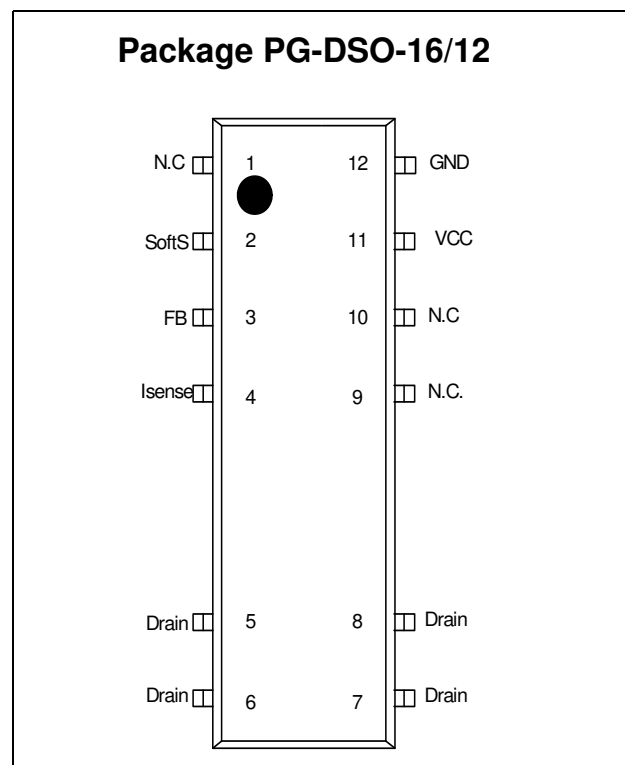 Package PG-DSO-16/12
N.C 1 12 GND
SoftS 2 11 VCC
FB 3 10 N.C
Isense 4 9 N.C.
Drain 5 8 Drain
Drain 6 7 Drain